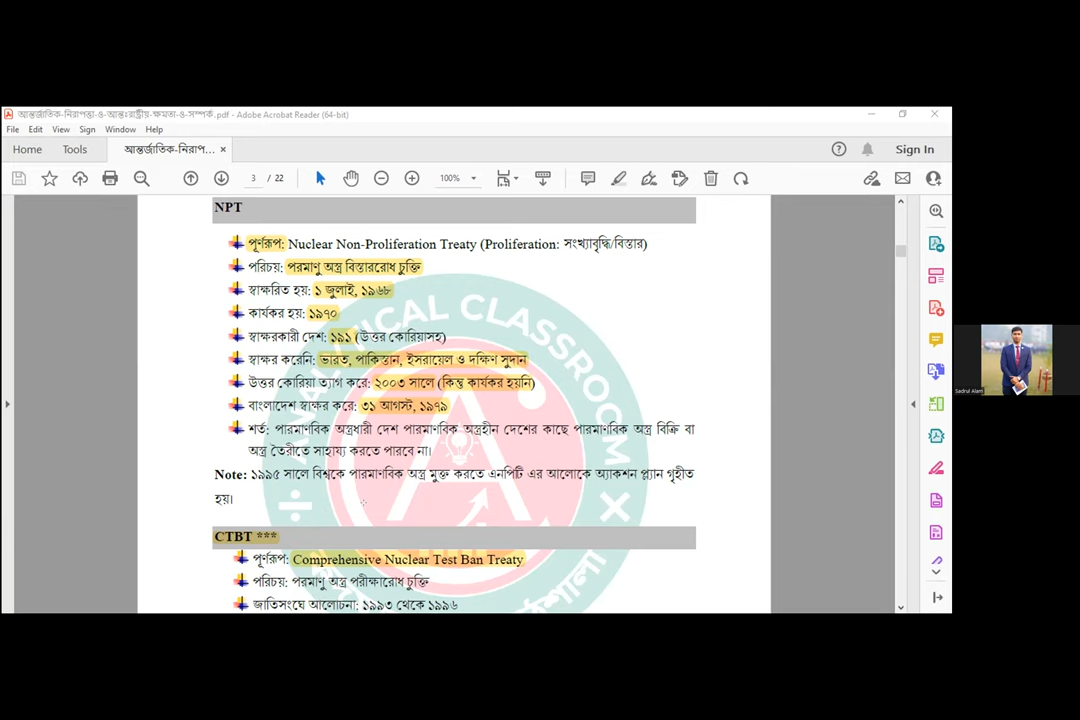 আন্তর্জাতিক-নিরাপত্তা-ও-আন্তঃরাষ্ট্রীয়-ক্ষমতা-ও-সম্পর্ক.pdf - Adobe Acrobat Reader (64-bit)
File Edit View Sign Window Help
Home Tools আন্তর্জাতিক-নিরাপ... × Sign In
3 / 22 100%
NPT
পূর্ণরূপ: Nuclear Non-Proliferation Treaty (Proliferation: সংখ্যাবৃদ্ধি/বিস্তার)
পরিচয়: পরমাণু অস্ত্র বিস্তাররোধ চুক্তি
স্বাক্ষরিত হয়: ১ জুলাই, ১৯৬৮
কার্যকর হয়: ১৯৭০
স্বাক্ষরকারী দেশ: ১৯১ (উত্তর কোরিয়াসহ)
স্বাক্ষর করেনি: ভারত, পাকিস্তান, ইসরায়েল ও দক্ষিণ সুদান
উত্তর কোরিয়া ত্যাগ করে: ২০০৩ সালে (কিন্তু কার্যকর হয়নি)
বাংলাদেশ স্বাক্ষর করে: ৩১ আগস্ট, ১৯৭৯
শর্ত: পারমাণবিক অস্ত্রধারী দেশ পারমাণবিক অস্ত্রহীন দেশের কাছে পারমাণবিক অস্ত্র বিক্রি বা
অস্ত্র তৈরীতে সাহায্য করতে পারবে না।
Note: ১৯৯৫ সালে বিশ্বকে পারমাণবিক অস্ত্র মুক্ত করতে এনপিটি এর আলোকে অ্যাকশন প্ল্যান গৃহীত
হয়।
CTBT ***
পূর্ণরূপ: Comprehensive Nuclear Test Ban Treaty
পরিচয়: পরমাণু অস্ত্র পরীক্ষারোধ চুক্তি
জাতিসংঘে আলোচনা: ১৯৯৩ থেকে ১৯৯৬
ANALYTICAL CLASSROOM
Sadrul Alam